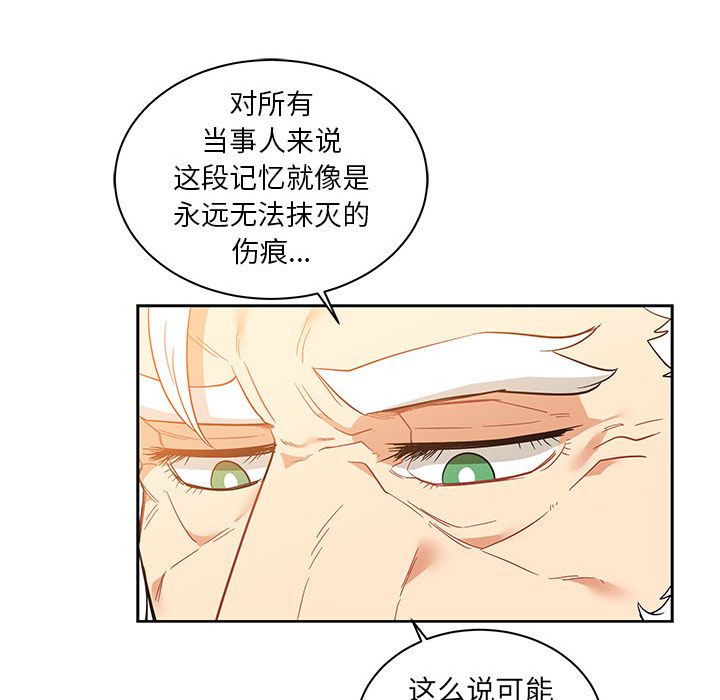 对所有
当事人来说
这段记忆就像是
永远无法抹灭的
伤痕...
这么说可能